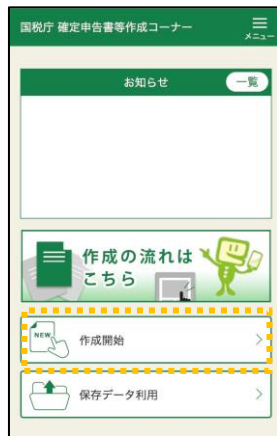 国税庁 確定申告書等作成コーナー
メニュー
お知らせ
一覧
作成の流れは
こちら
NEW
作成開始
保存データ利用